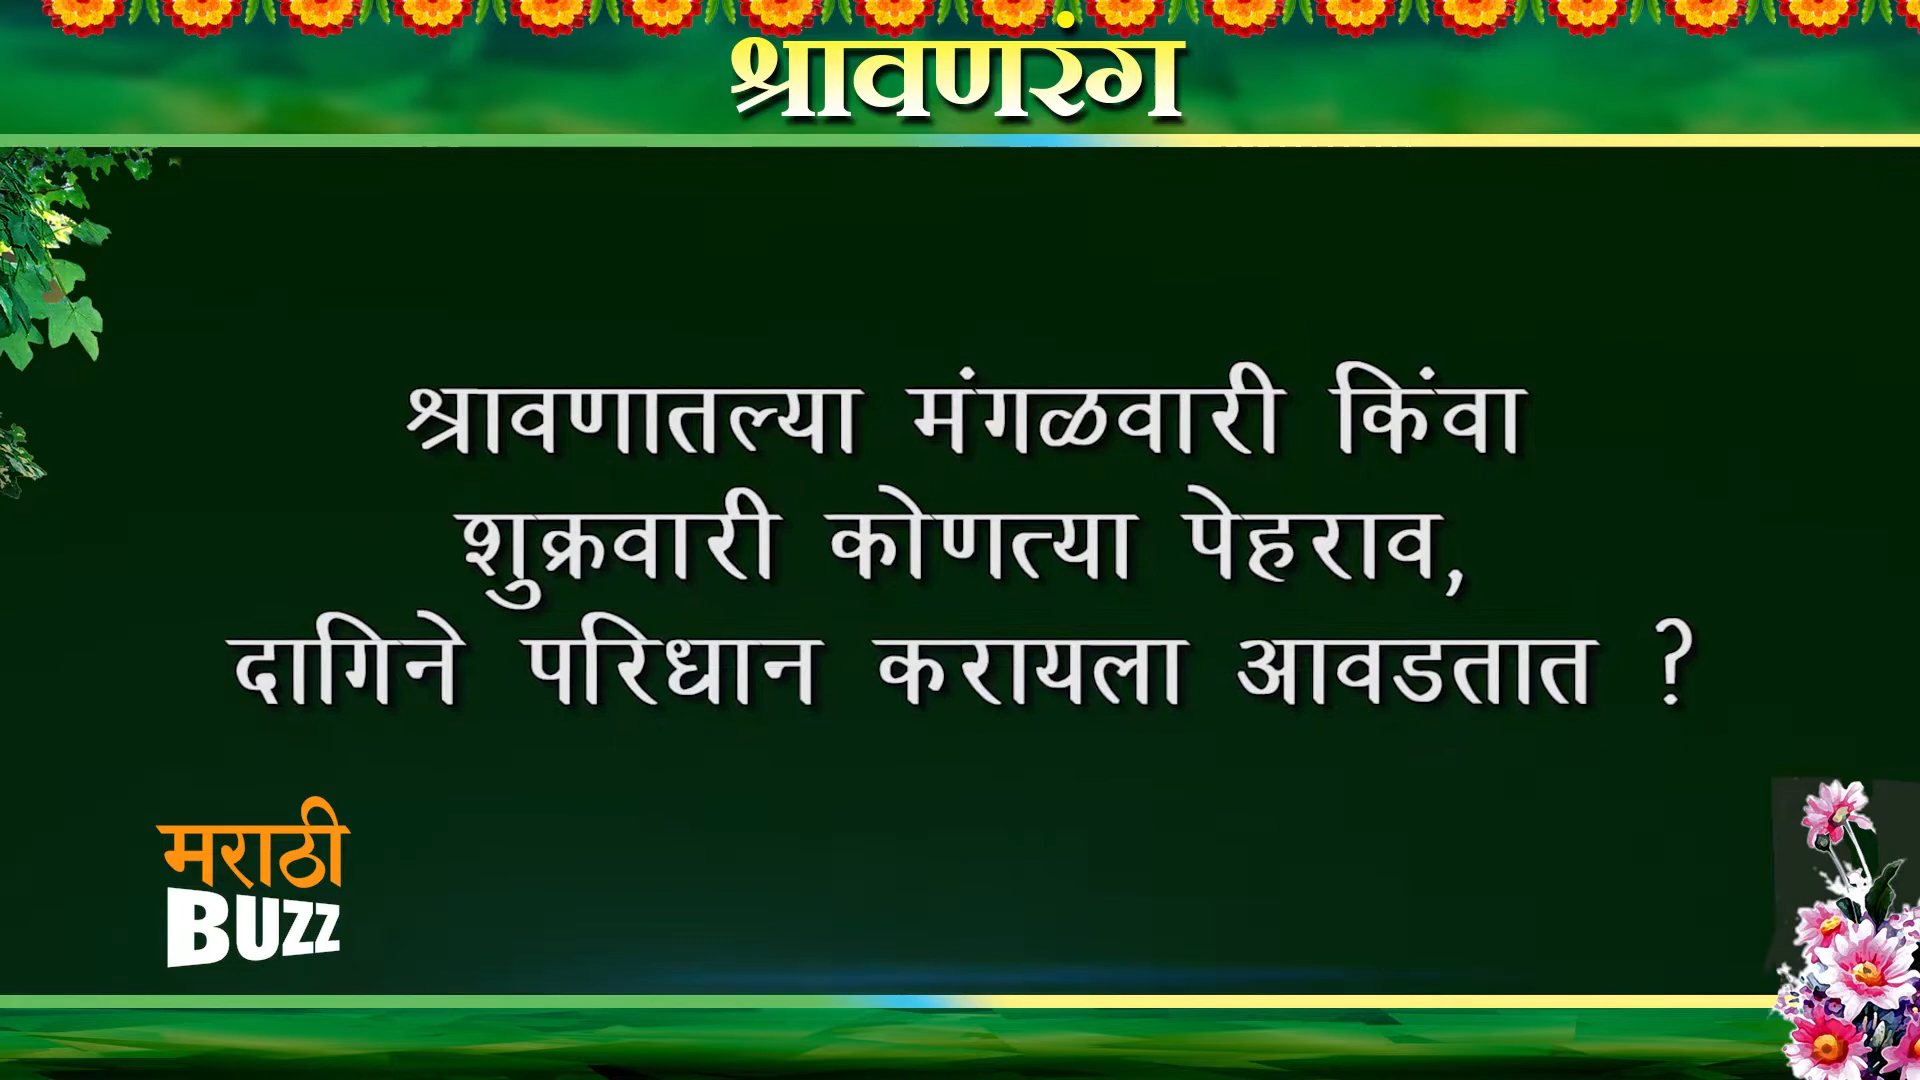 श्रावणरंग
श्रावणातल्या मंगळवारी किंवा
शुक्रवारी कोणत्या पेहराव,
दागिने परिधान करायला आवडतात ?
मराठी
BUZZ